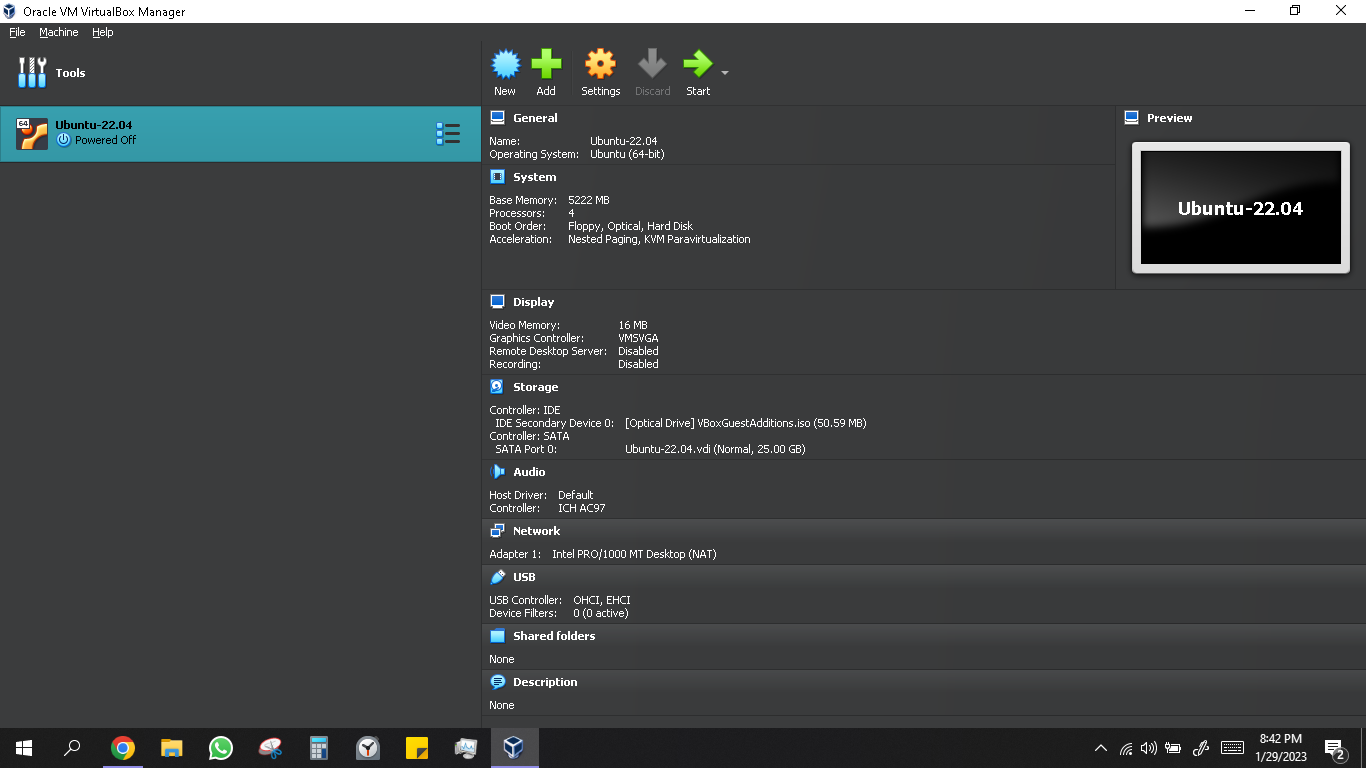 Oracle VM VirtualBox Manager
File Machine Help
Tools
New Add Settings Discard Start
64
Ubuntu-22.04
Powered Off
General
Name: Ubuntu-22.04
Operating System: Ubuntu (64-bit)
Preview
Ubuntu-22.04
System
Base Memory: 5222 MB
Processors: 4
Boot Order: Floppy, Optical, Hard Disk
Acceleration: Nested Paging, KVM Paravirtualization
Display
Video Memory: 16 MB
Graphics Controller: VMSVGA
Remote Desktop Server: Disabled
Recording: Disabled
Storage
Controller: IDE
IDE Secondary Device 0: [Optical Drive] VBoxGuestAdditions.iso (50.59 MB)
Controller: SATA
SATA Port 0: Ubuntu-22.04.vdi (Normal, 25.00 GB)
Audio
Host Driver: Default
Controller: ICH AC97
Network
Adapter 1: Intel PRO/1000 MT Desktop (NAT)
USB
USB Controller: OHCI, EHCI
Device Filters: 0 (0 active)
Shared folders
None
Description
None
8:42 PM
1/29/2023
2